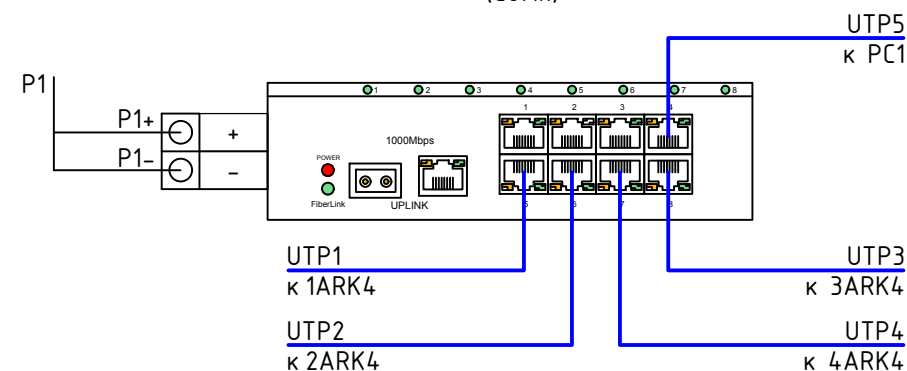 UTP5
к PC1
P1
1 2 3 4 5 6 7 8
P1+
+
1 2 3 4
1000Mbps
P1-
-
POWER
FiberLink
UPLINK
5 6 7 8
UTP1
к 1ARK4
UTP3
к 3ARK4
UTP2
к 2ARK4
UTP4
к 4ARK4